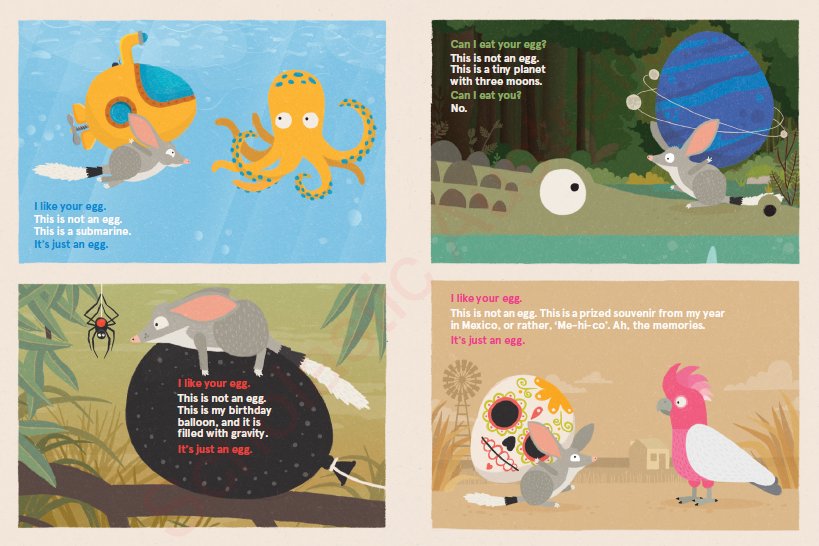 I like your egg.
This is not an egg.
This is a submarine.
It's just an egg.
Can I eat your egg?
This is not an egg.
This is a tiny planet
with three moons.
Can I eat you?
No.
I like your egg.
This is not an egg.
This is my birthday
balloon, and it is
filled with gravity.
It's just an egg.
I like your egg.
This is not an egg. This is a prized souvenir from my year
in Mexico, or rather, 'Me-hi-co'. Ah, the memories.
It's just an egg.